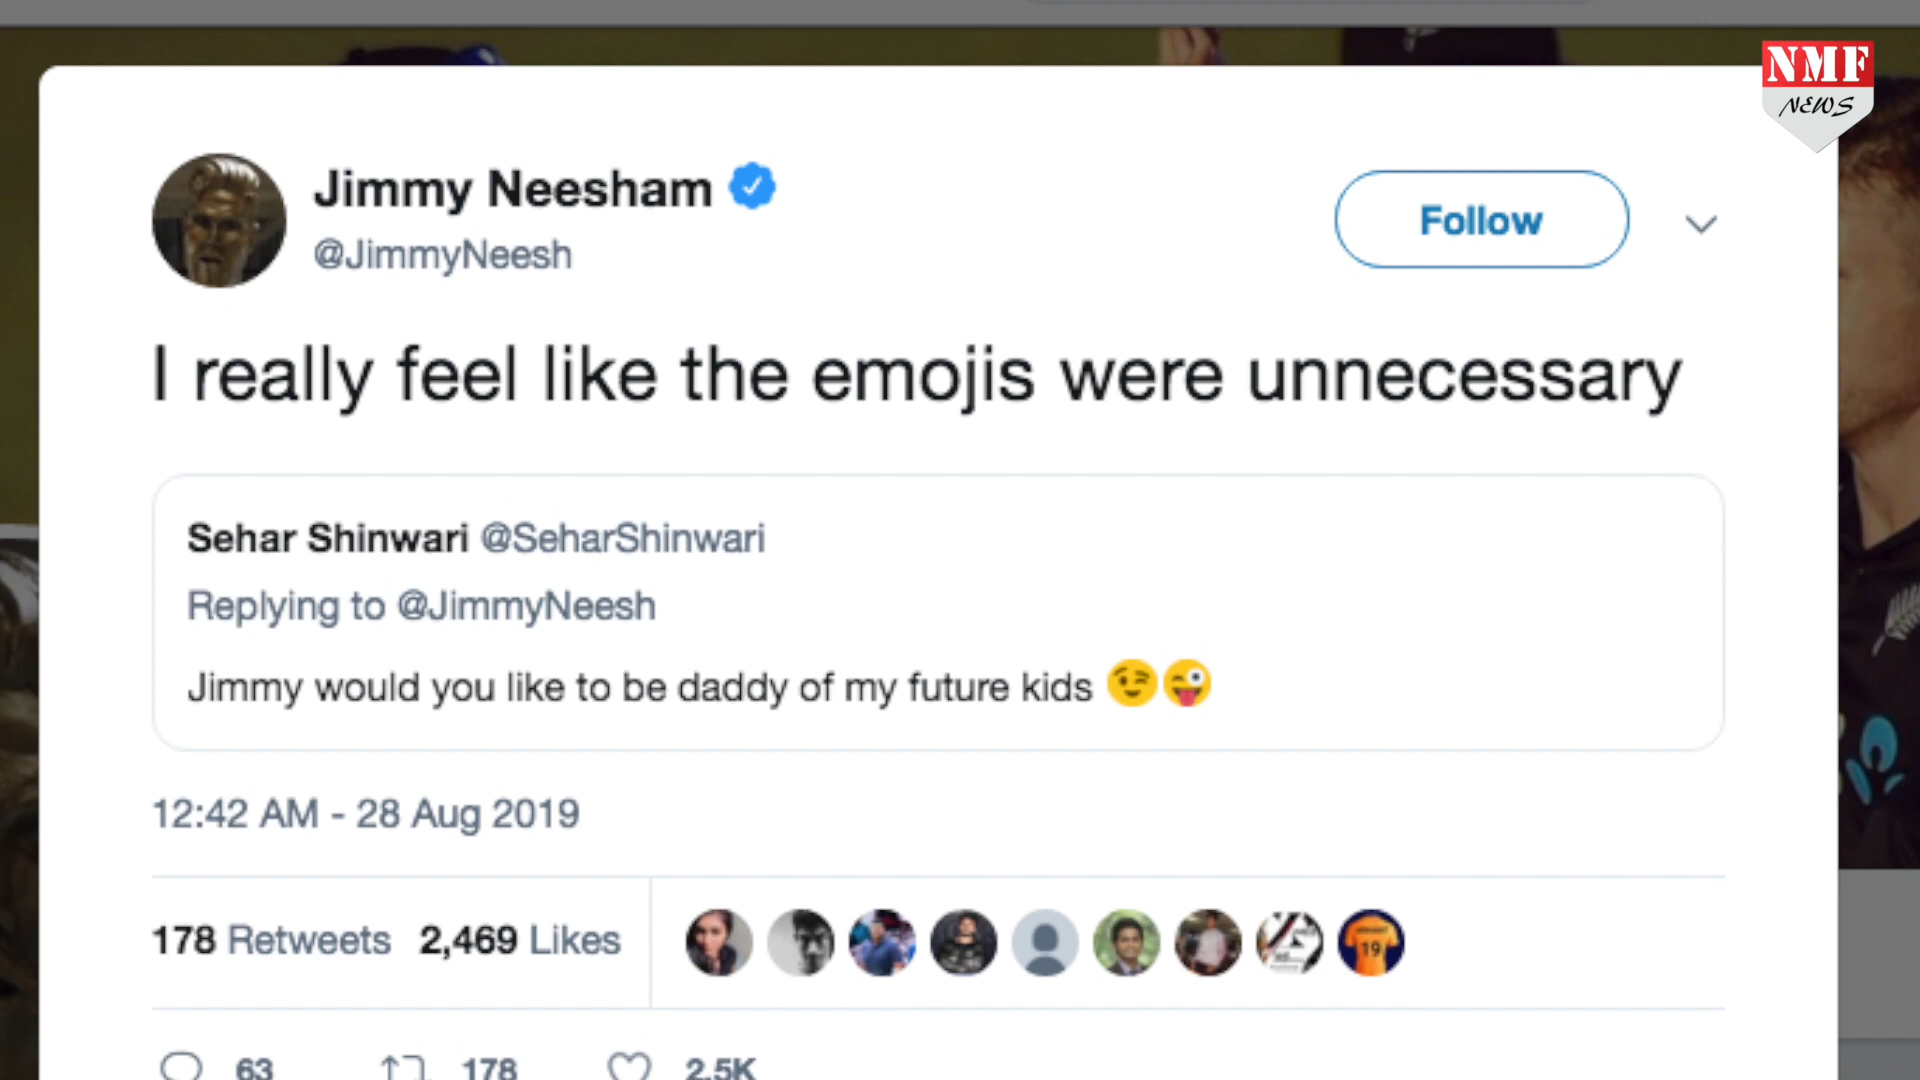 NMF
NEWS
Jimmy Neesham
@JimmyNeesh
Follow
I really feel like the emojis were unnecessary
Sehar Shinwari @SeharShinwari
Replying to @JimmyNeesh
Jimmy would you like to be daddy of my future kids 😉😜
12:42 AM - 28 Aug 2019
178 Retweets 2,469 Likes
19
63 178 2.5K